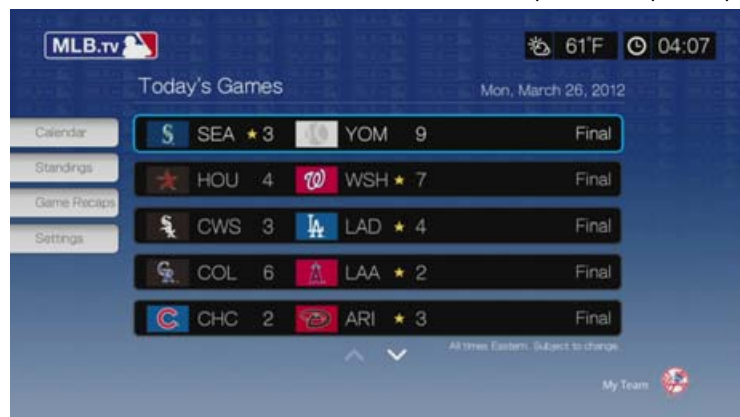 MLB.TV
61°F 04:07
Today's Games
Mon, March 26, 2012
Calendar
Standings
Game Recaps
Settings
SEA ★ 3 YOM 9 Final
HOU 4 WSH ★ 7 Final
CWS 3 LAD ★ 4 Final
COL 6 LAA ★ 2 Final
CHC 2 ARI ★ 3 Final
All times Eastern. Subject to change.
My Team